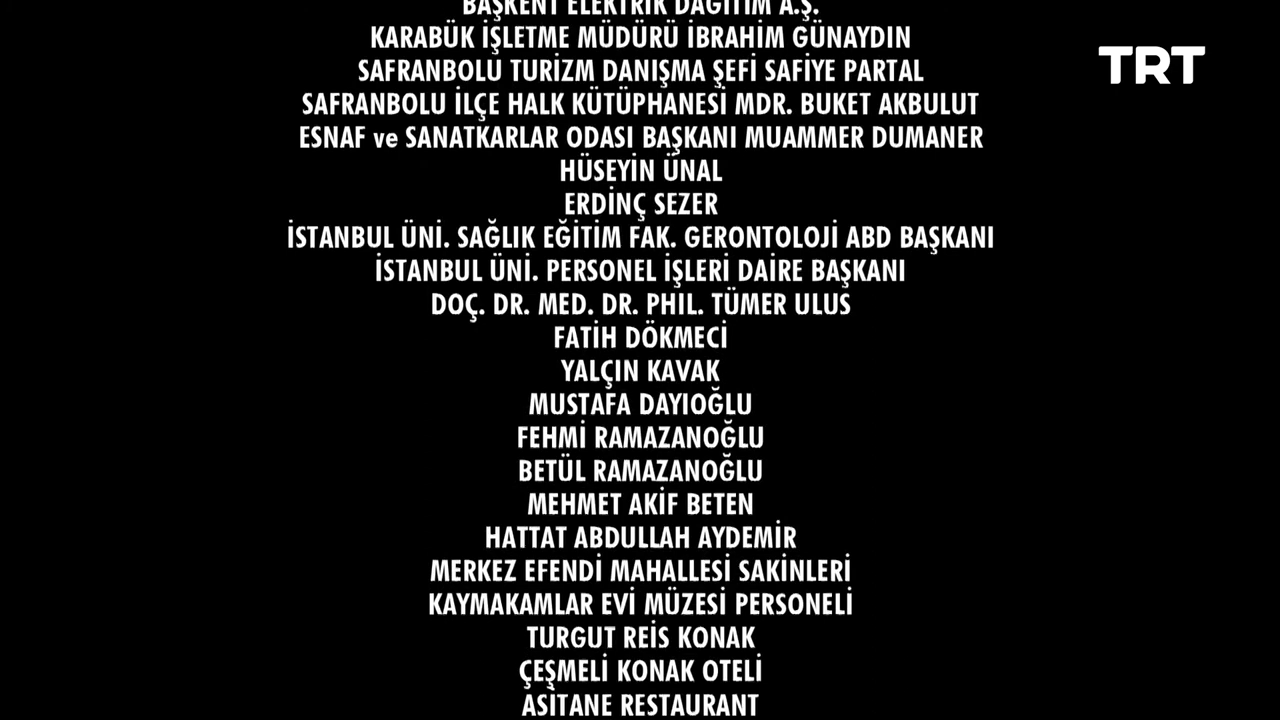 BAŞKENT ELEKTRİK DAĞITIM A.Ş.
KARABÜK İŞLETME MÜDÜRÜ İBRAHİM GÜNAYDIN
TRT
SAFRANBOLU TURİZM DANIŞMA ŞEFİ SAFİYE PARTAL
SAFRANBOLU İLÇE HALK KÜTÜPHANESİ MDR. BUKET AKBULUT
ESNAF ve SANATKARLAR ODASI BAŞKANI MUAMMER DUMANER
HÜSEYİN ÜNAL
ERDİNÇ SEZER
İSTANBUL ÜNİ. SAĞLIK EĞİTİM FAK. GERONTOLOJİ ABD BAŞKANI
İSTANBUL ÜNİ. PERSONEL İŞLERİ DAİRE BAŞKANI
DOÇ. DR. MED. DR. PHIL. TÜMER ULUS
FATİH DÖKMECİ
YALÇIN KAVAK
MUSTAFA DAYIOĞLU
FEHMİ RAMAZANOĞLU
BETÜL RAMAZANOĞLU
MEHMET AKİF BETEN
HATTAT ABDULLAH AYDEMİR
MERKEZ EFENDİ MAHALLESİ SAKİNLERİ
KAYMAKAMLAR EVİ MÜZESİ PERSONELİ
TURGUT REİS KONAK
ÇEŞMELİ KONAK OTELİ
ASİTANE RESTAURANT